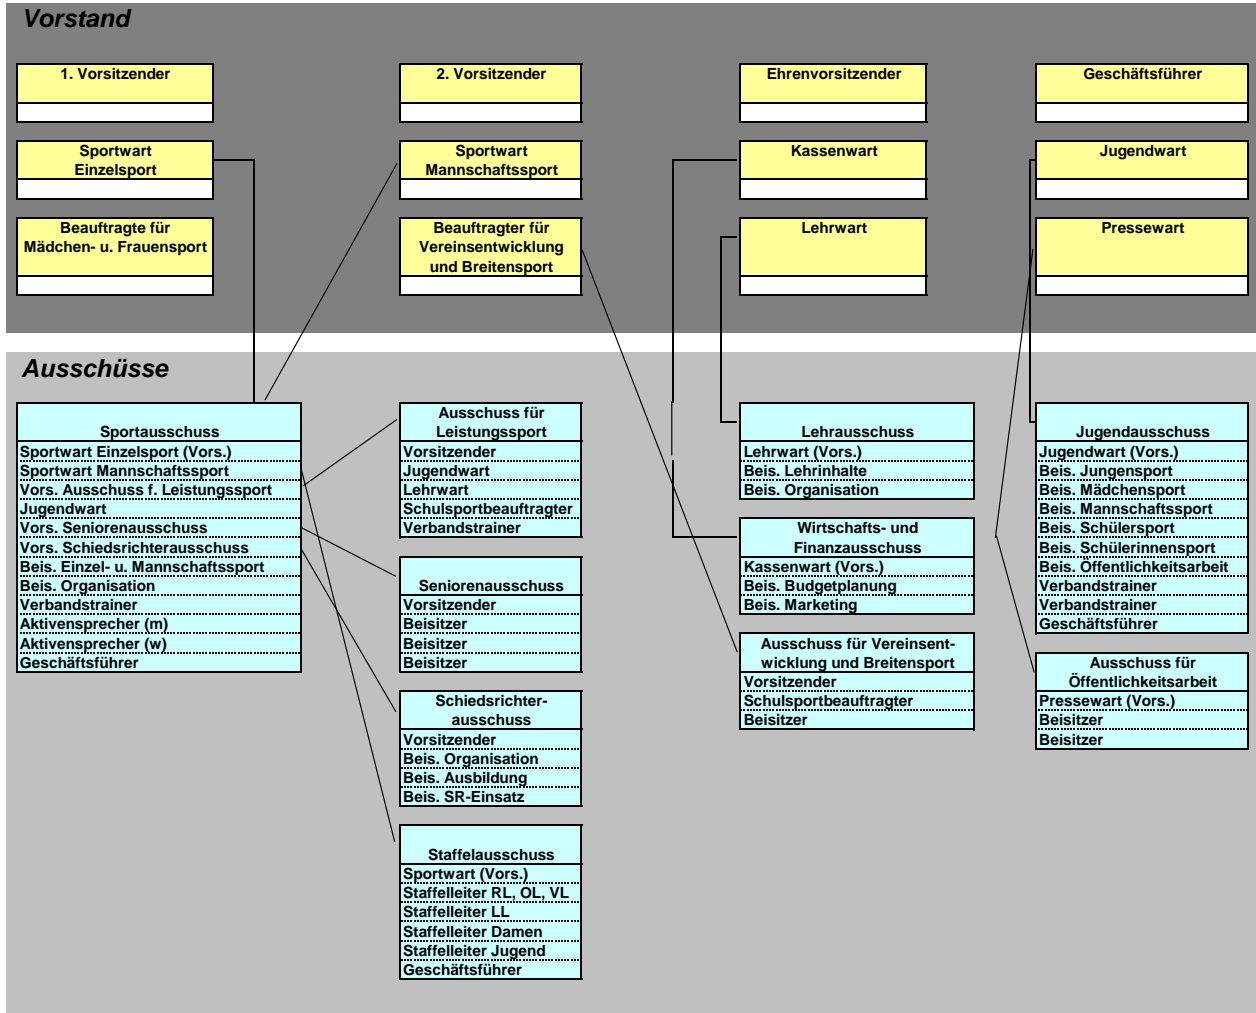 Vorstand
1. Vorsitzender
2. Vorsitzender
Ehrenvorsitzender
Geschäftsführer
Sportwart
Einzelsport
Sportwart
Mannschaftssport
Kassenwart
Jugendwart
Beauftragte für
Mädchen- u. Frauensport
Beauftragter für
Vereinsentwicklung
und Breitensport
Lehrwart
Pressewart
Ausschüsse
Sportausschuss
Sportwart Einzelsport (Vors.)
Sportwart Mannschaftssport
Vors. Ausschuss f. Leistungssport
Jugendwart
Vors. Seniorenausschuss
Vors. Schiedsrichterausschuss
Beis. Einzel- u. Mannschaftssport
Beis. Organisation
Verbandstrainer
Aktivensprecher (m)
Aktivensprecher (w)
Geschäftsführer
Ausschuss für
Leistungssport
Vorsitzender
Jugendwart
Lehrwart
Schulsportbeauftragter
Verbandstrainer
Seniorenausschuss
Vorsitzender
Beisitzer
Beisitzer
Beisitzer
Schiedsrichter-
ausschuss
Vorsitzender
Beis. Organisation
Beis. Ausbildung
Beis. SR-Einsatz
Staffelausschuss
Sportwart (Vors.)
Staffelleiter RL, OL, VL
Staffelleiter LL
Staffelleiter Damen
Staffelleiter Jugend
Geschäftsführer
Lehrausschuss
Lehrwart (Vors.)
Beis. Lehrinhalte
Beis. Organisation
Wirtschafts- und
Finanzausschuss
Kassenwart (Vors.)
Beis. Budgetplanung
Beis. Marketing
Ausschuss für Vereinsent-
wicklung und Breitensport
Vorsitzender
Schulsportbeauftragter
Beisitzer
Jugendausschuss
Jugendwart (Vors.)
Beis. Jungensport
Beis. Mädchensport
Beis. Mannschaftssport
Beis. Schülersport
Beis. Schülerinnensport
Beis. Öffentlichkeitsarbeit
Verbandstrainer
Verbandstrainer
Geschäftsführer
Ausschuss für
Öffentlichkeitsarbeit
Pressewart (Vors.)
Beisitzer
Beisitzer